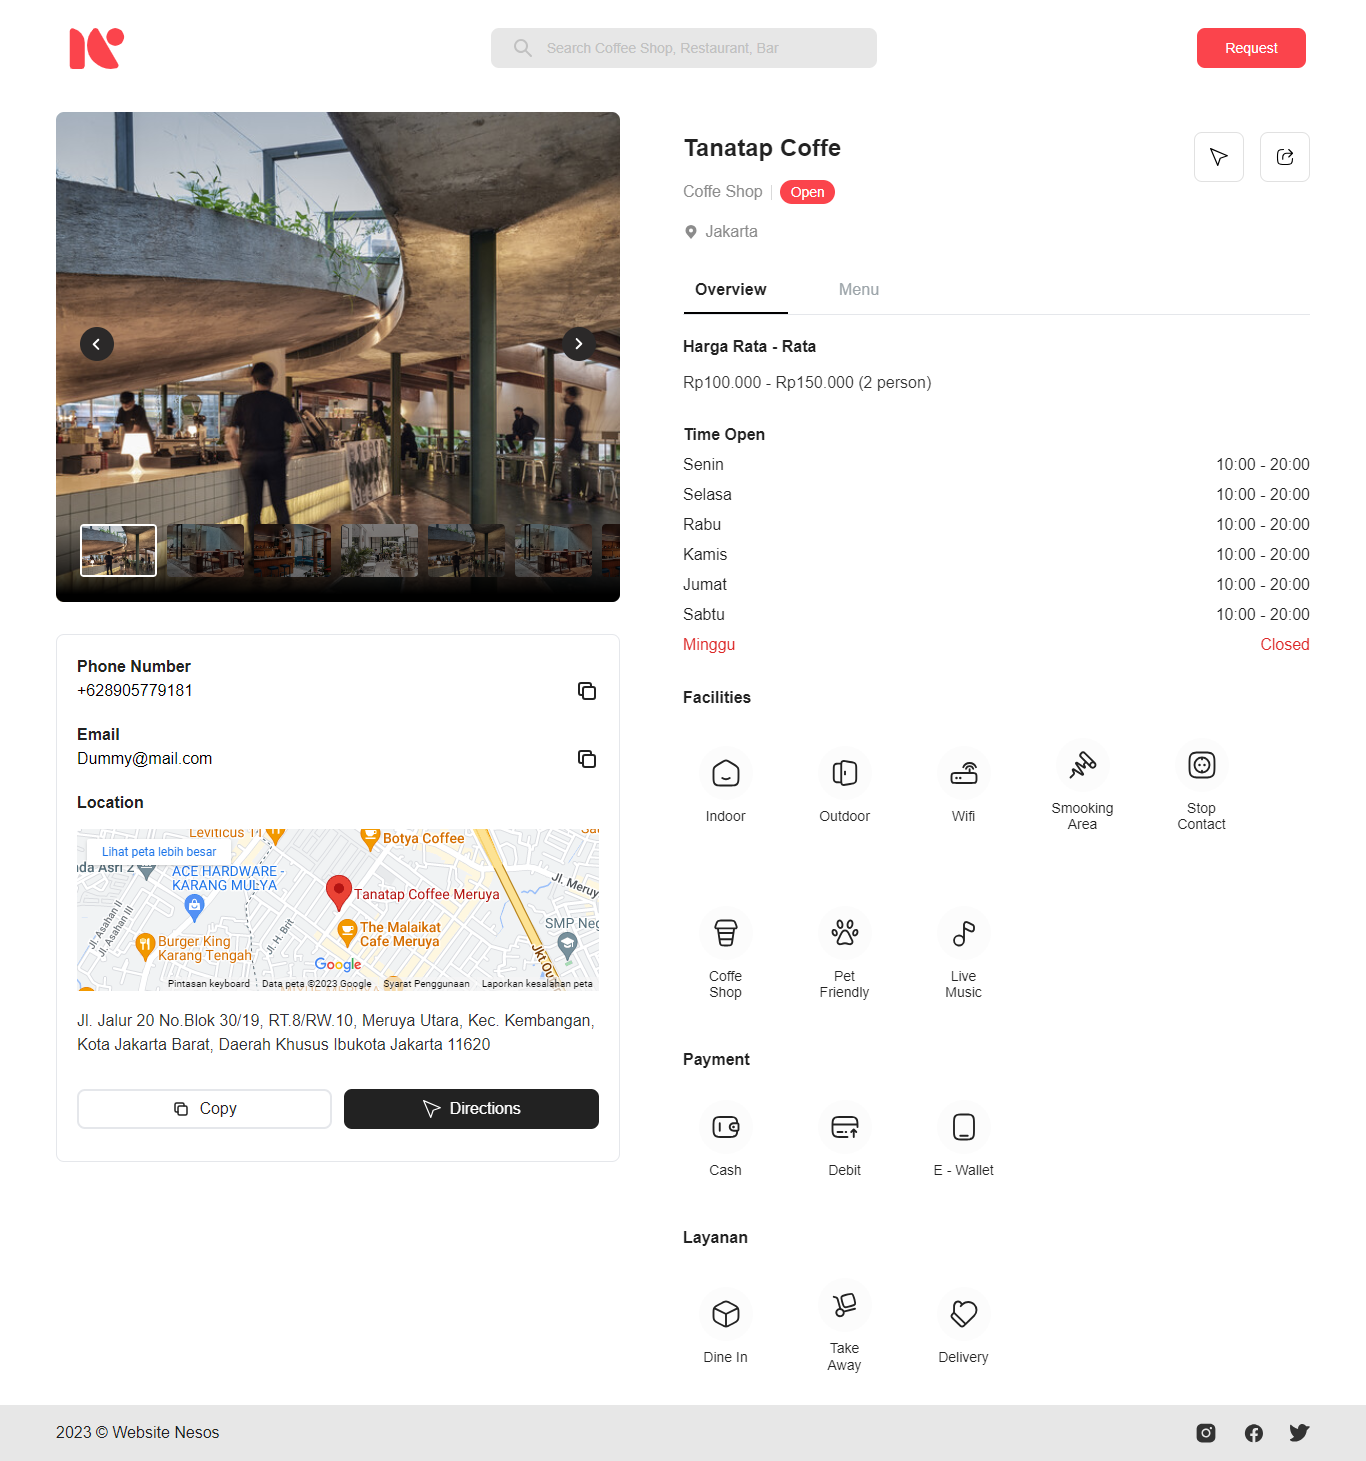 Search Coffee Shop, Restaurant, Bar
Request
Tanatap Coffe
Coffe Shop
Open
Jakarta
Overview
Menu
Harga Rata - Rata
Rp100.000 - Rp150.000 (2 person)
Time Open
Senin 10:00 - 20:00
Selasa 10:00 - 20:00
Rabu 10:00 - 20:00
Kamis 10:00 - 20:00
Jumat 10:00 - 20:00
Sabtu 10:00 - 20:00
Minggu Closed
Facilities
Indoor
Outdoor
Wifi
Smooking
Area
Stop
Contact
Coffe
Shop
Pet
Friendly
Live
Music
Payment
Cash
Debit
E - Wallet
Layanan
Dine In
Take
Away
Delivery
Phone Number
+628905779181
Email
Dummy@mail.com
Location
Leviticus
Botya Coffee
Lihat peta lebih besar
ACE HARDWARE -
KARANG MULYA
Tanatap Coffee Meruya
Jl. Meruy
Jl. Asahan II
Jl. Asahan III
Jl. H. Brit
The Malaikat
Cafe Meruya
SMP Neg
Burger King
Karang Tengah
Jkt Ou
Google
Pintasan keyboard
Data peta ©2023 Google
Syarat Penggunaan
Laporkan kesalahan peta
Jl. Jalur 20 No.Blok 30/19, RT.8/RW.10, Meruya Utara, Kec. Kembangan,
Kota Jakarta Barat, Daerah Khusus Ibukota Jakarta 11620
Copy
Directions
2023 © Website Nesos